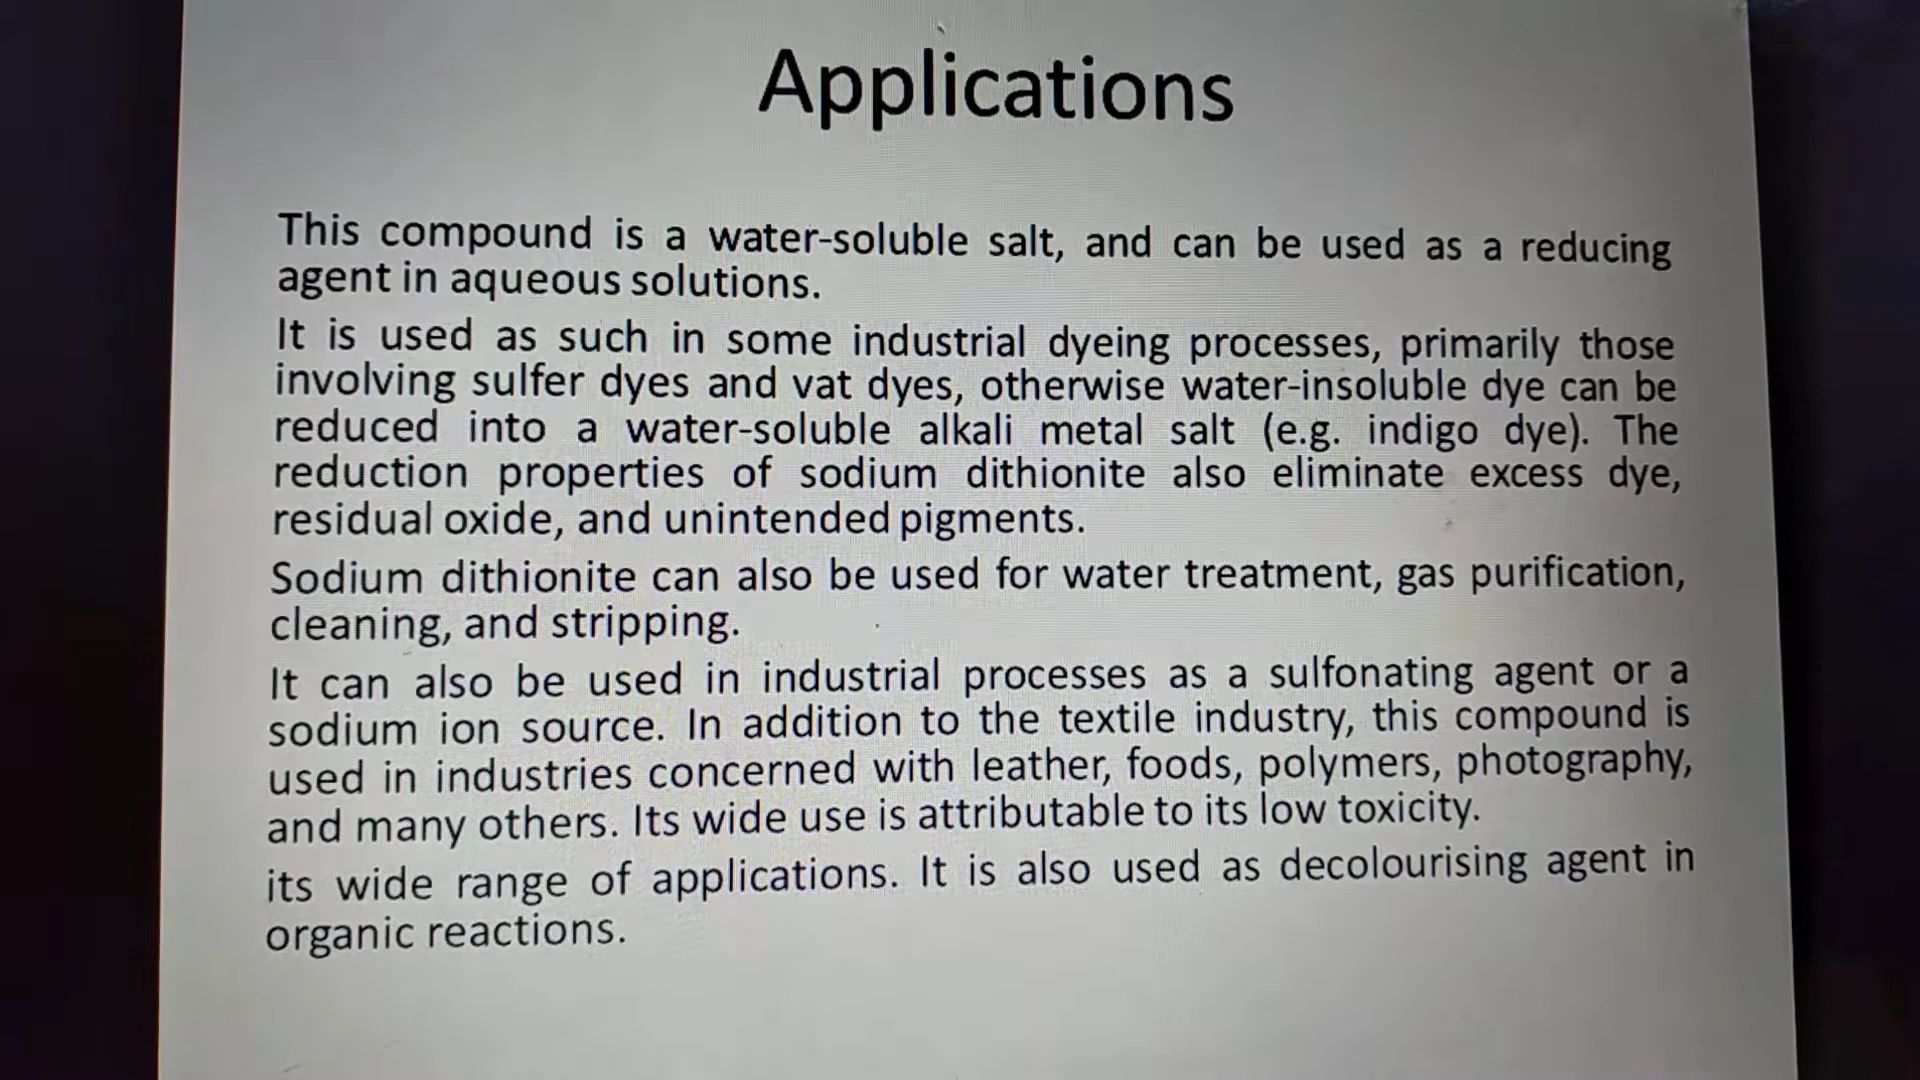 Applications
This compound is a water-soluble salt, and can be used as a reducing
agent in aqueous solutions.
It is used as such in some industrial dyeing processes, primarily those
involving sulfer dyes and vat dyes, otherwise water-insoluble dye can be
reduced into a water-soluble alkali metal salt (e.g. indigo dye). The
reduction properties of sodium dithionite also eliminate excess dye,
residual oxide, and unintended pigments.
Sodium dithionite can also be used for water treatment, gas purification,
cleaning, and stripping.
It can also be used in industrial processes as a sulfonating agent or a
sodium ion source. In addition to the textile industry, this compound is
used in industries concerned with leather, foods, polymers, photography,
and many others. Its wide use is attributable to its low toxicity.
its wide range of applications. It is also used as decolourising agent in
organic reactions.